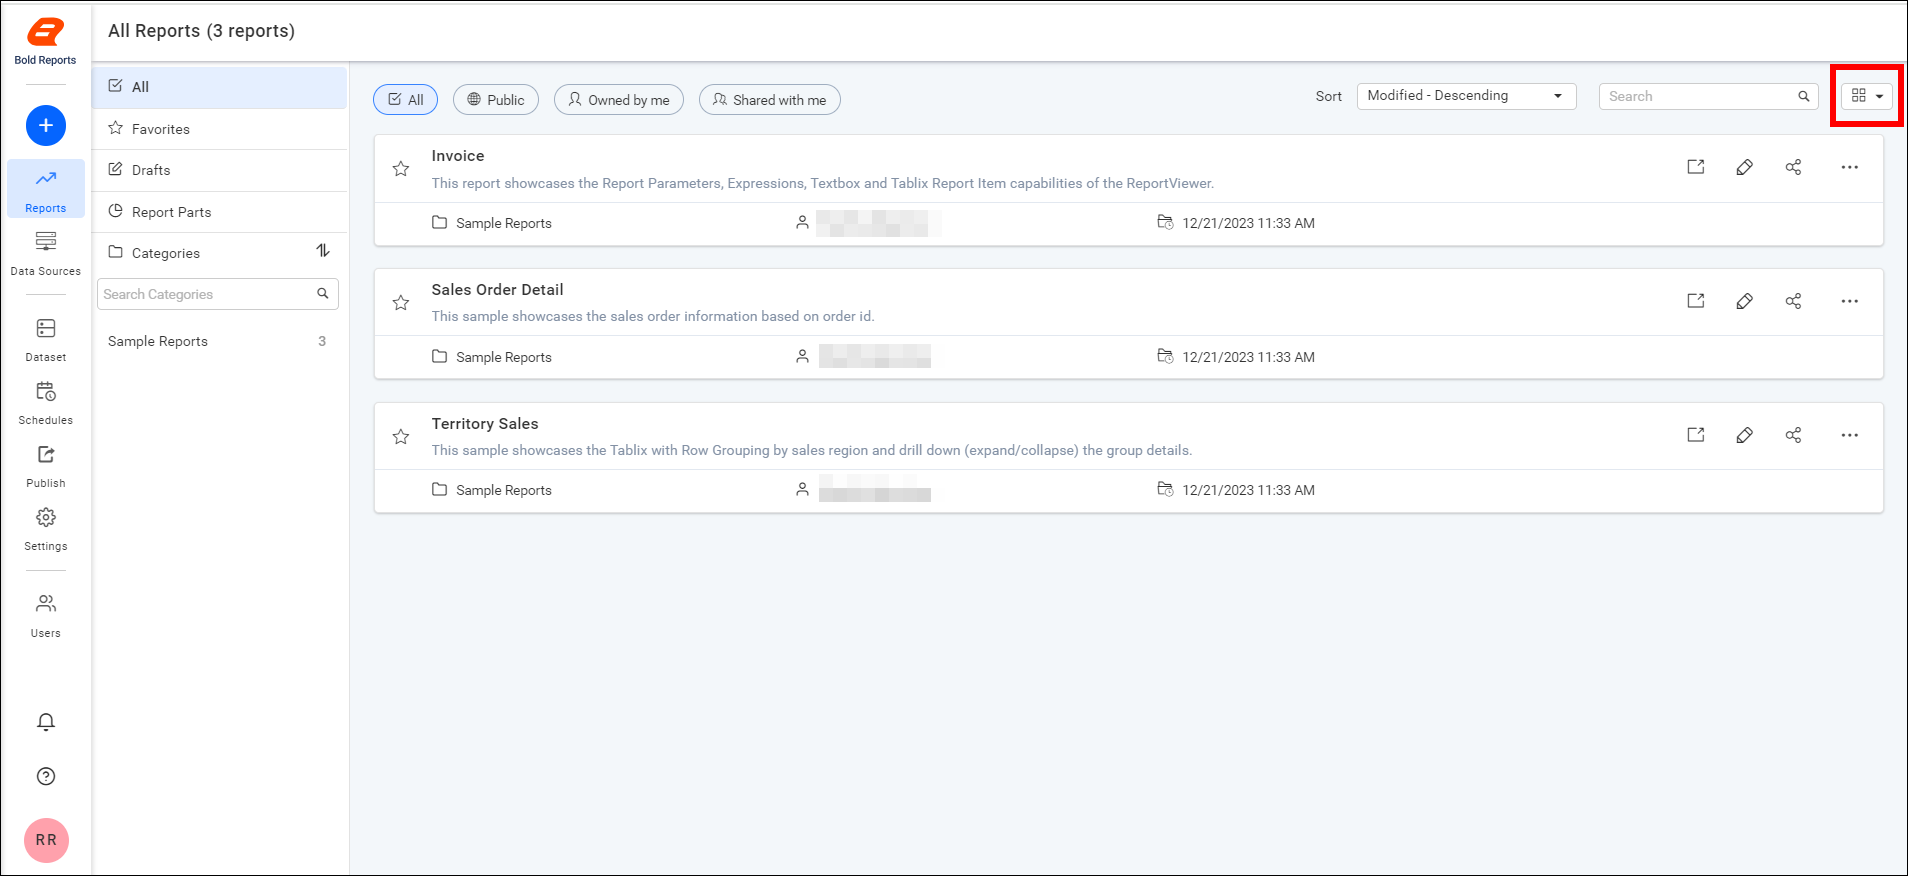 Bold Reports
Reports
Data Sources
Dataset
Schedules
Publish
Settings
Users
RR
All Reports (3 reports)
All
Favorites
Drafts
Report Parts
Categories
Search Categories
Sample Reports 3
All Public Owned by me Shared with me Sort Modified - Descending Search
Invoice
This report showcases the Report Parameters, Expressions, Textbox and Tablix Report Item capabilities of the ReportViewer.
Sample Reports 12/21/2023 11:33 AM
Sales Order Detail
This sample showcases the sales order information based on order id.
Sample Reports 12/21/2023 11:33 AM
Territory Sales
This sample showcases the Tablix with Row Grouping by sales region and drill down (expand/collapse) the group details.
Sample Reports 12/21/2023 11:33 AM